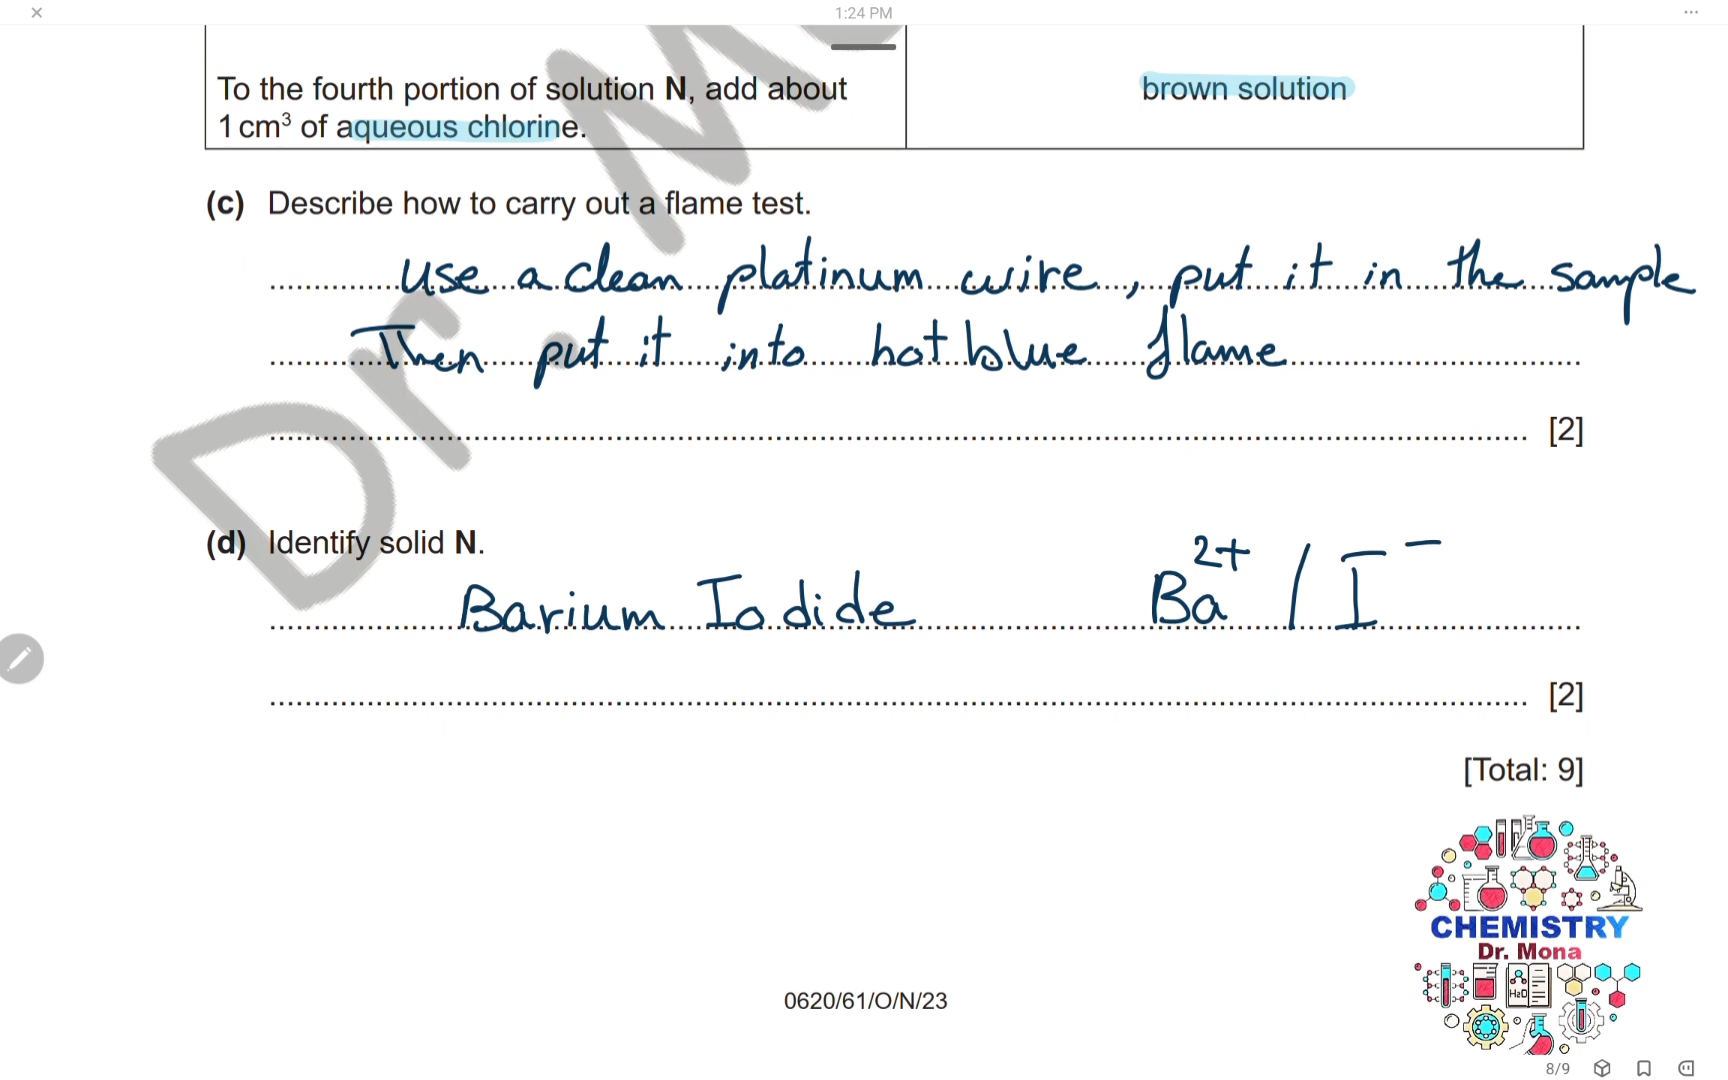 1:24 PM
To the fourth portion of solution N, add about
1 cm³ of aqueous chlorine.
brown solution
(c) Describe how to carry out a flame test.
Use a clean platinum wire, put it in the sample
Then put it into hot blue flame
[2]
(d) Identify solid N.
Barium Iodide Ba²⁺ / I⁻
[2]
[Total: 9]
CHEMISTRY
Dr. Mona
H2O
0620/61/O/N/23
8/9
Dr. M